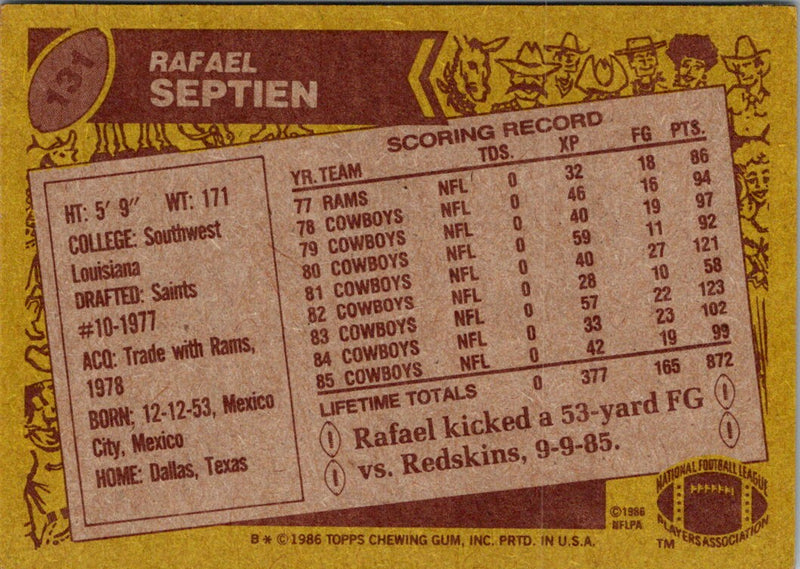 131
RAFAEL
SEPTIEN
HT: 5' 9" WT: 171
COLLEGE: Southwest
Louisiana
DRAFTED: Saints
#10-1977
ACQ: Trade with Rams,
1978
BORN: 12-12-53, Mexico
City, Mexico
HOME: Dallas, Texas
SCORING RECORD
YR. TEAM TDS. XP FG PTS.
77 RAMS NFL 0 32 18 86
78 COWBOYS NFL 0 46 16 94
79 COWBOYS NFL 0 40 19 97
80 COWBOYS NFL 0 59 11 92
81 COWBOYS NFL 0 40 27 121
82 COWBOYS NFL 0 28 10 58
83 COWBOYS NFL 0 57 22 123
84 COWBOYS NFL 0 33 23 102
85 COWBOYS NFL 0 42 19 99
LIFETIME TOTALS 0 377 165 872
Rafael kicked a 53-yard FG
vs. Redskins, 9-9-85.
B * © 1986 TOPPS CHEWING GUM, INC. PRTD. IN U.S.A.
©1986
NFLPA
NATIONAL FOOTBALL LEAGUE
PLAYERS ASSOCIATION
TM